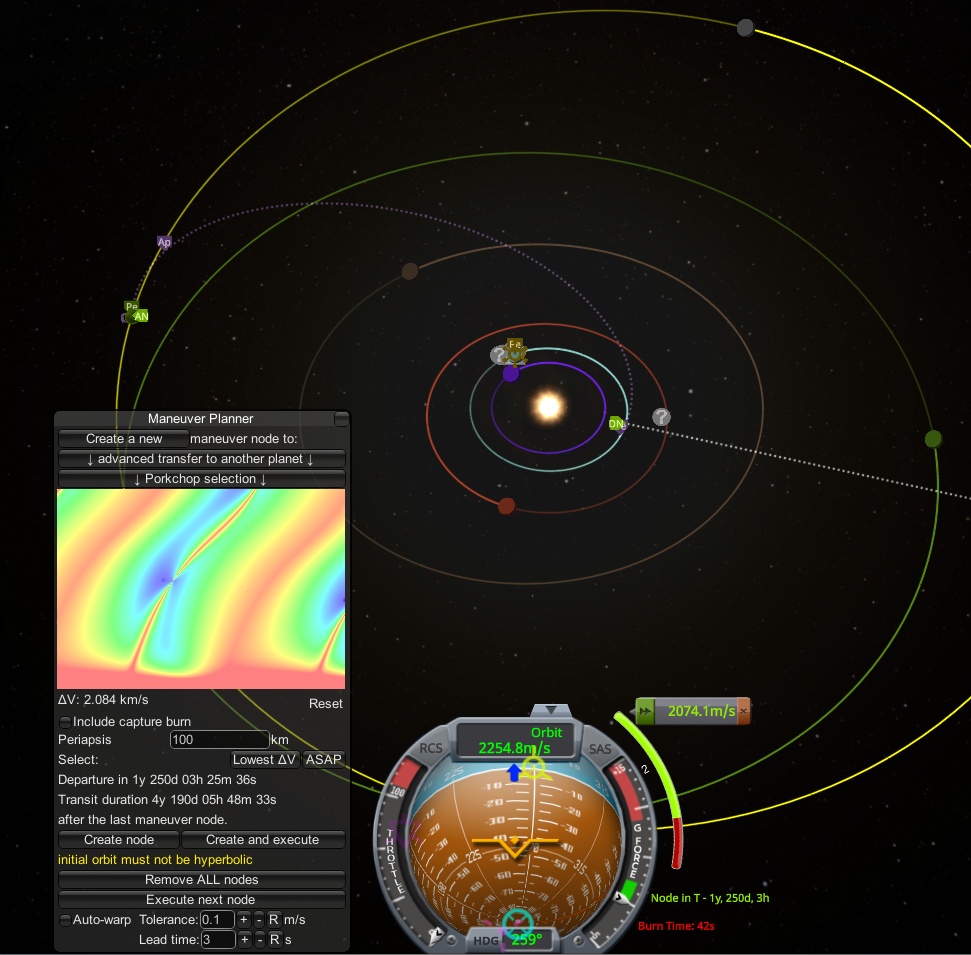 Ap
Pe
AN
Pe
?
?
DN
Maneuver Planner
Create a new maneuver node to:
↓ advanced transfer to another planet ↓
↓ Porkchop selection ↓
ΔV: 2.084 km/s
Reset
Include capture burn
Periapsis 100 km
Select: Lowest ΔV ASAP
Departure in 1y 250d 03h 25m 36s
Transit duration 4y 190d 05h 48m 33s
after the last maneuver node.
Create node Create and execute
initial orbit must not be hyperbolic
Remove ALL nodes
Execute next node
Auto-warp Tolerance: 0.1 + - R m/s
Lead time: 3 + - R s
2074.1m/s
RCS
Orbit
2254.8m/s
SAS
THROTTLE
100
G FORCE
2
15
HDG 259°
Node in T - 1y, 250d, 3h
Burn Time: 42s